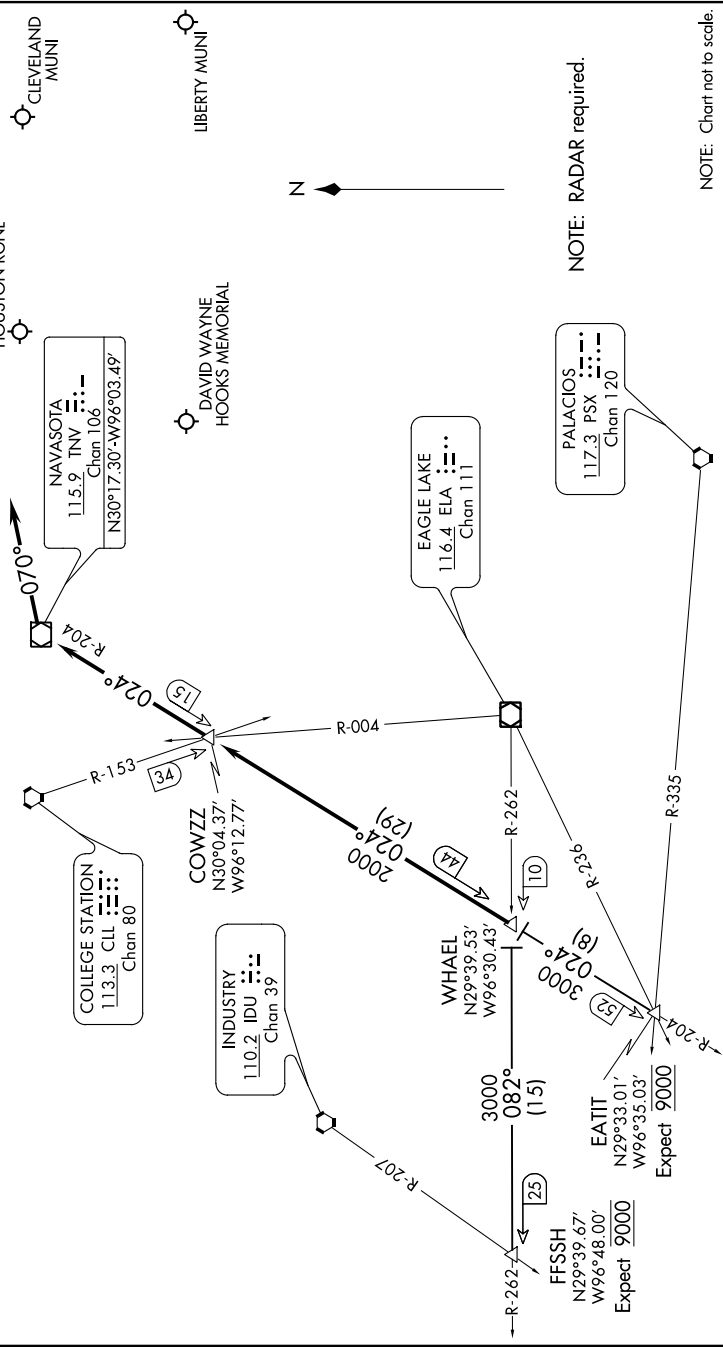 CLEVELAND
MUNI
LIBERTY MUNI
DAVID WAYNE
HOOKS MEMORIAL
N
NOTE: RADAR required.
NOTE: Chart not to scale.
NAVASOTA
115.9 TNV
Chan 106
N30°17.30'-W96°03.49'
070°
R-204
024°
15
COLLEGE STATION
113.3 CLL
Chan 80
R-153
34
COWZZ
N30°04.37'
W96°12.77'
R-004
EAGLE LAKE
116.4 ELA
Chan 111
PALACIOS
117.3 PSX
Chan 120
INDUSTRY
110.2 IDU
Chan 39
R-207
2000
024°
(29)
44
R-262
10
R-236
R-335
WHAEL
N29°39.53'
W96°30.43'
3000
024°
(8)
52
R-204
3000
082°
(15)
25
R-262
EATIT
N29°33.01'
W96°35.03'
Expect 9000
FFSSH
N29°39.67'
W96°48.00'
Expect 9000